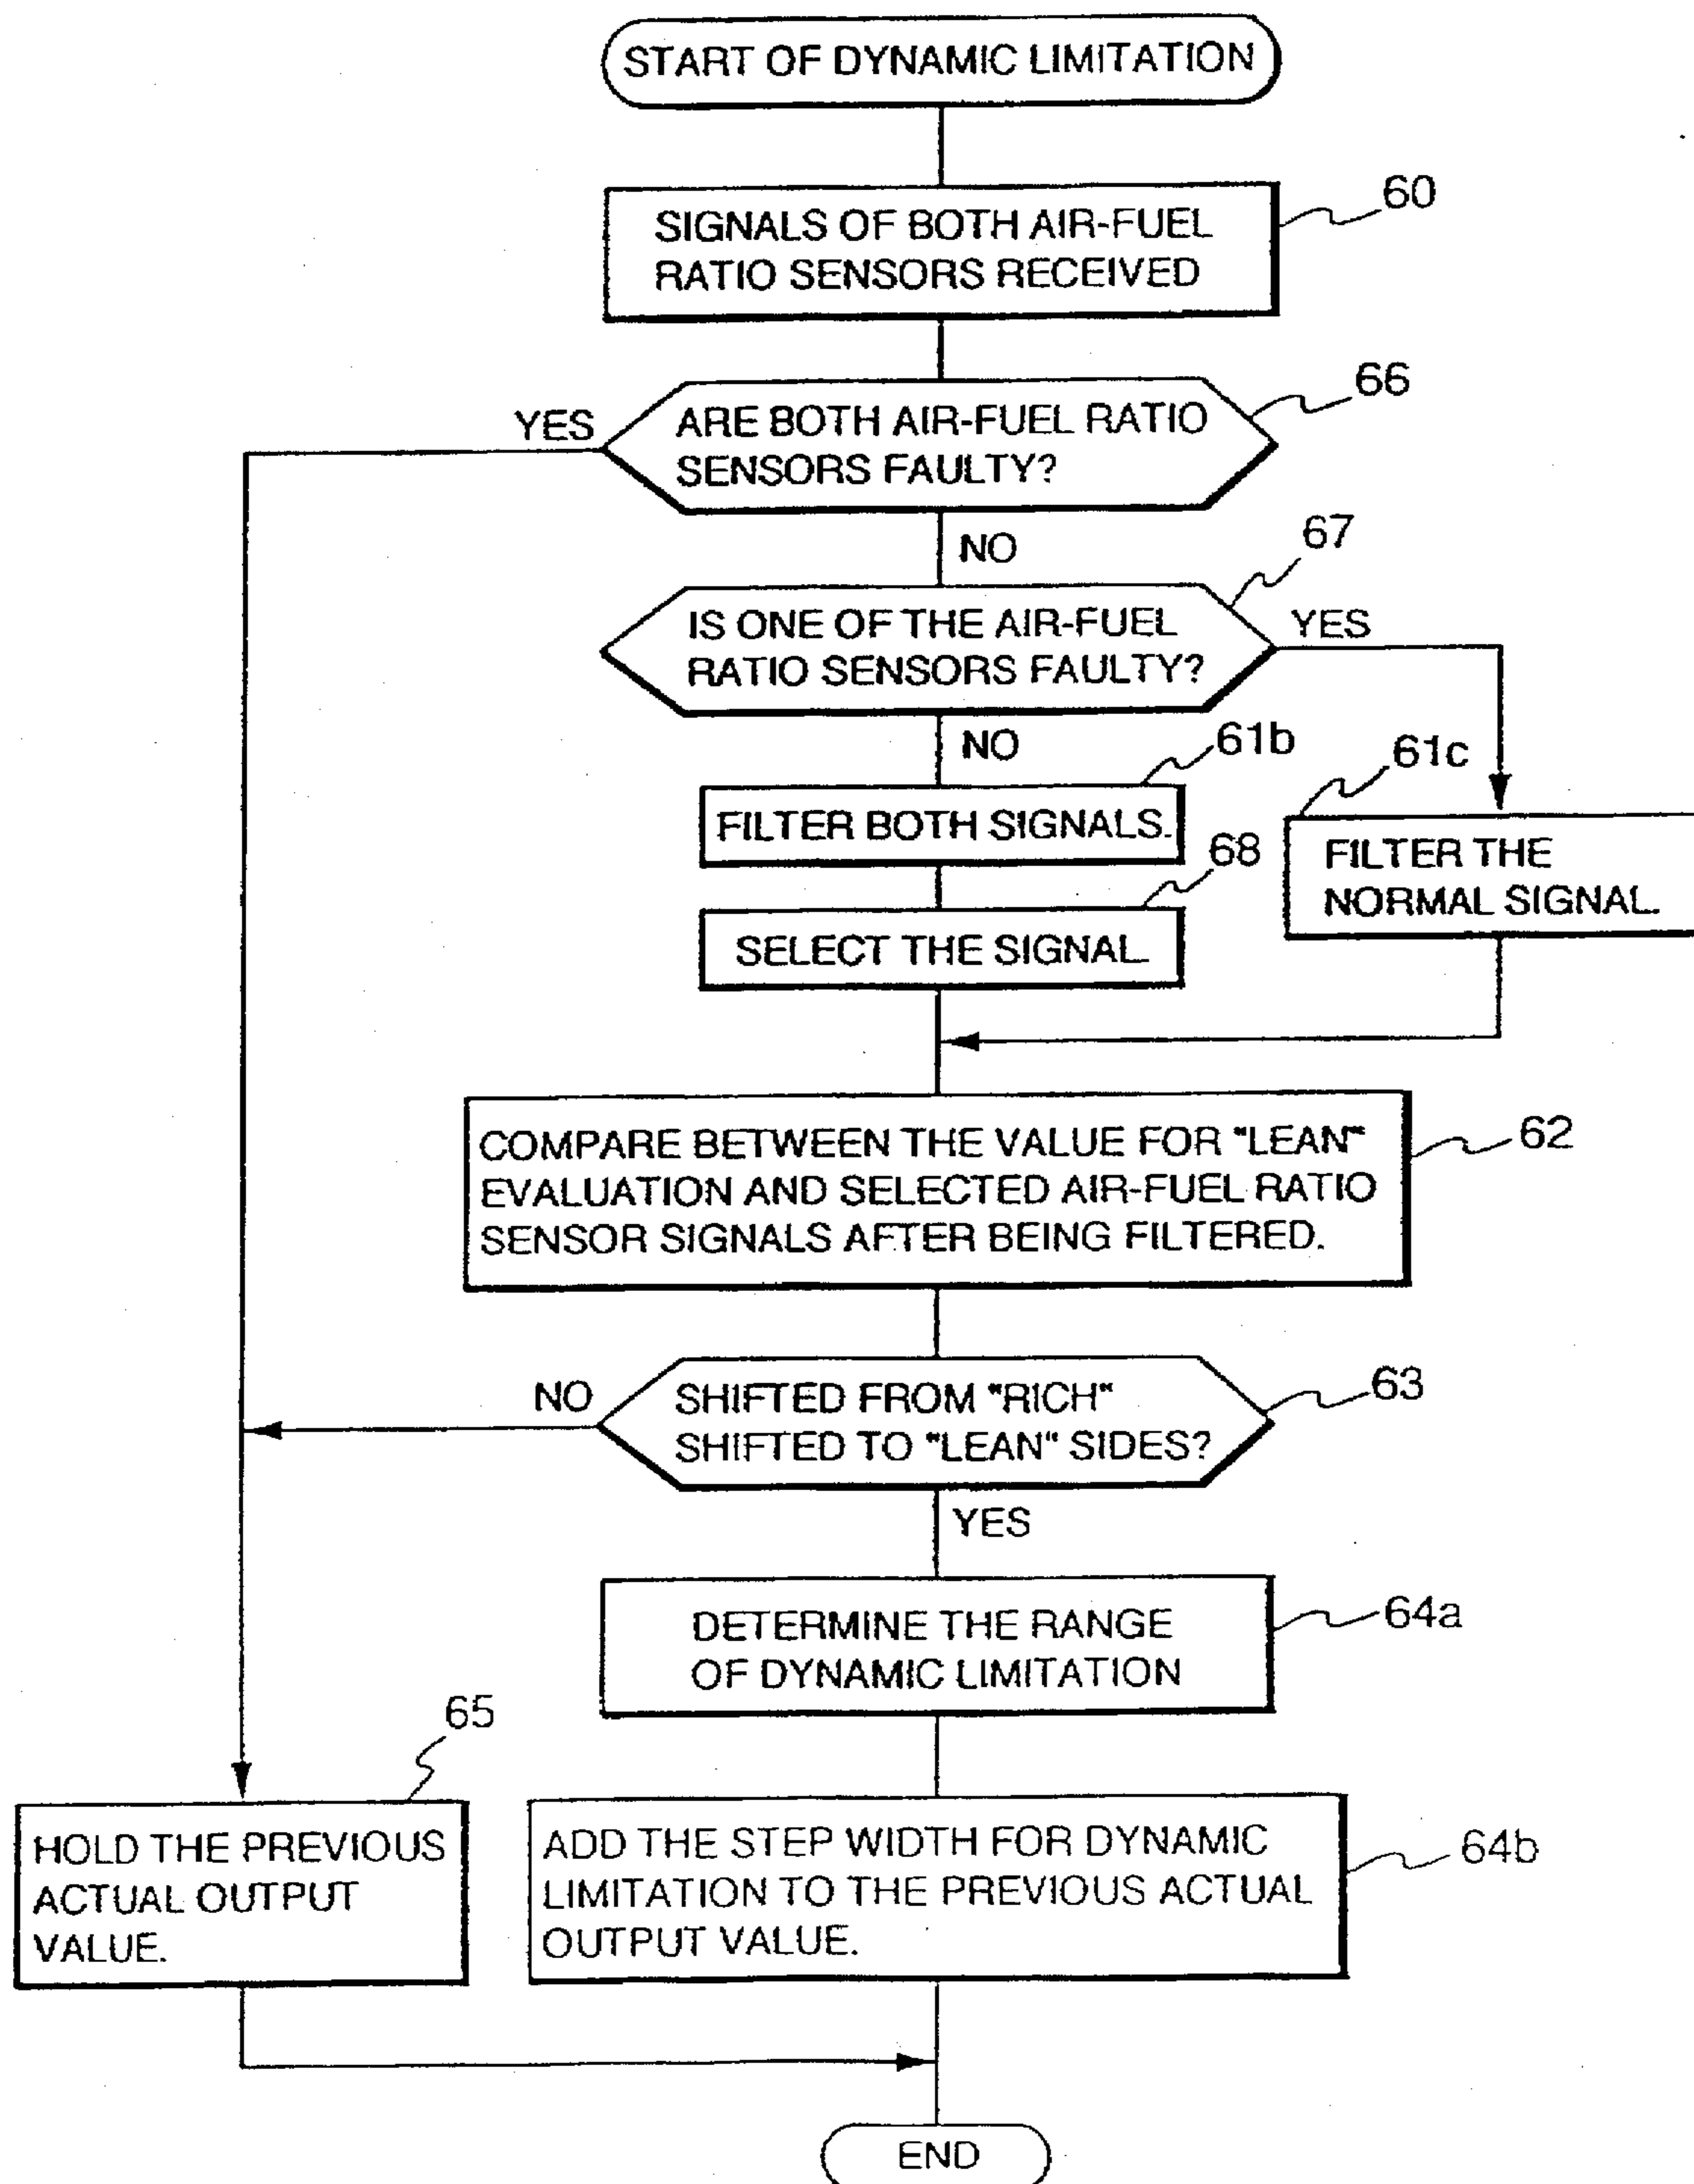 START OF DYNAMIC LIMITATION
60
SIGNALS OF BOTH AIR-FUEL
RATIO SENSORS RECEIVED
66
YES
ARE BOTH AIR-FUEL RATIO
SENSORS FAULTY?
NO
67
IS ONE OF THE AIR-FUEL
RATIO SENSORS FAULTY?
YES
NO
61b
61c
FILTER BOTH SIGNALS.
68
FILTER THE
NORMAL SIGNAL.
SELECT THE SIGNAL.
COMPARE BETWEEN THE VALUE FOR "LEAN"
EVALUATION AND SELECTED AIR-FUEL RATIO
SENSOR SIGNALS AFTER BEING FILTERED.
62
NO
SHIFTED FROM "RICH"
SHIFTED TO "LEAN" SIDES?
63
YES
DETERMINE THE RANGE
OF DYNAMIC LIMITATION
64a
65
HOLD THE PREVIOUS
ACTUAL OUTPUT
VALUE.
ADD THE STEP WIDTH FOR DYNAMIC
LIMITATION TO THE PREVIOUS ACTUAL
OUTPUT VALUE.
64b
END